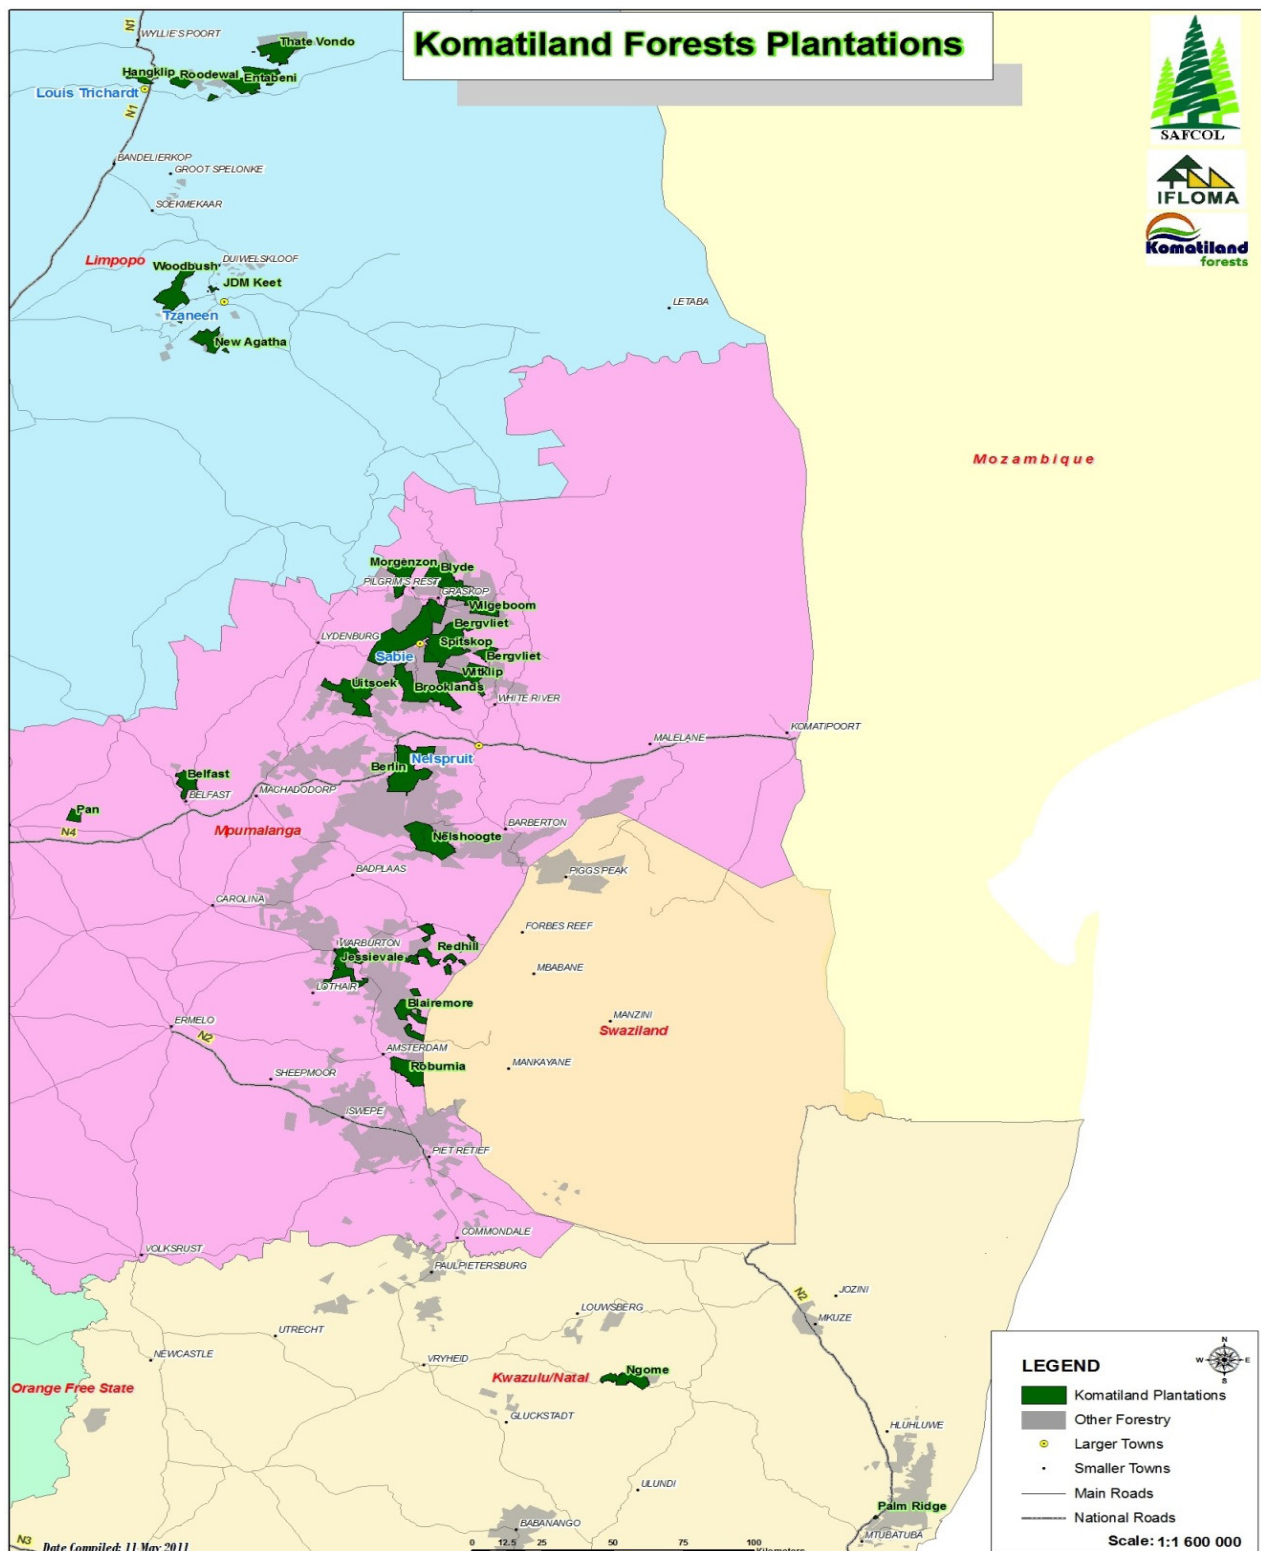 Komatiland Forests Plantations
SAFCOL
IFLOMA
Komatiland
forests
N1
WYLLIE'S POORT
Thate Vondo
Hangklip
Roodewal
Entabeni
Louis Trichardt
N1
BANDELIERKOP
GROOT SPELONKE
SOEKMEKAAR
Limpopo
Woodbush
DUIWELSKLOOF
JDM Keet
LETABA
Tzaneen
New Agatha
Mozambique
Morgenzon
Blyde
PILGRIM'S REST
GRASKOP
Wilgeboom
Bergvliet
LYDENBURG
Spitskop
Sabie
Bergvliet
Witklip
Uitsoek
Brooklands
WHITE RIVER
KOMATIPOORT
MALELANE
Nelspruit
Berlin
Belfast
BELFAST
MACHADODORP
Pan
N4
Mpumalanga
BARBERTON
Nelshoogte
BADPLAAS
PIGGS PEAK
CAROLINA
FORBES REEF
WARBURTON
Redhill
Jessievale
MBABANE
LOTHAIR
Blairemore
MANZINI
ERMELO
Swaziland
N2
AMSTERDAM
MANKAYANE
Roburnia
SHEEPMOOR
ISWEPE
PIET RETIEF
COMMONDALE
VOLKSRUST
PAULPIETERSBURG
N2
JOZINI
LOUWSBERG
MKUZE
UTRECHT
NEWCASTLE
VRYHEID
Ngome
Kwazulu/Natal
Orange Free State
GLUCKSTADT
HLUHLUWE
ULUNDI
Palm Ridge
BABANANGO
MTUBATUBA
N3
Date Compiled: 11 May 2011
0 12.5 25 50 75 100
Kilometers
N
W E
S
LEGEND
Komatiland Plantations
Other Forestry
Larger Towns
Smaller Towns
Main Roads
National Roads
Scale: 1:1 600 000